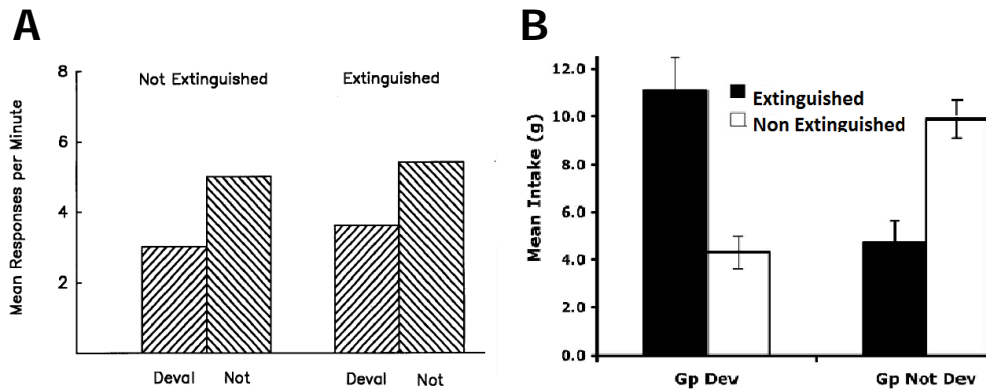 A
Mean Responses per Minute
8
6
4
2
Not Extinguished
Extinguished
Deval Not
Deval Not
B
Mean Intake (g)
12.0
10.0
8.0
6.0
4.0
2.0
0.0
Extinguished
Non Extinguished
Gp Dev
Gp Not Dev